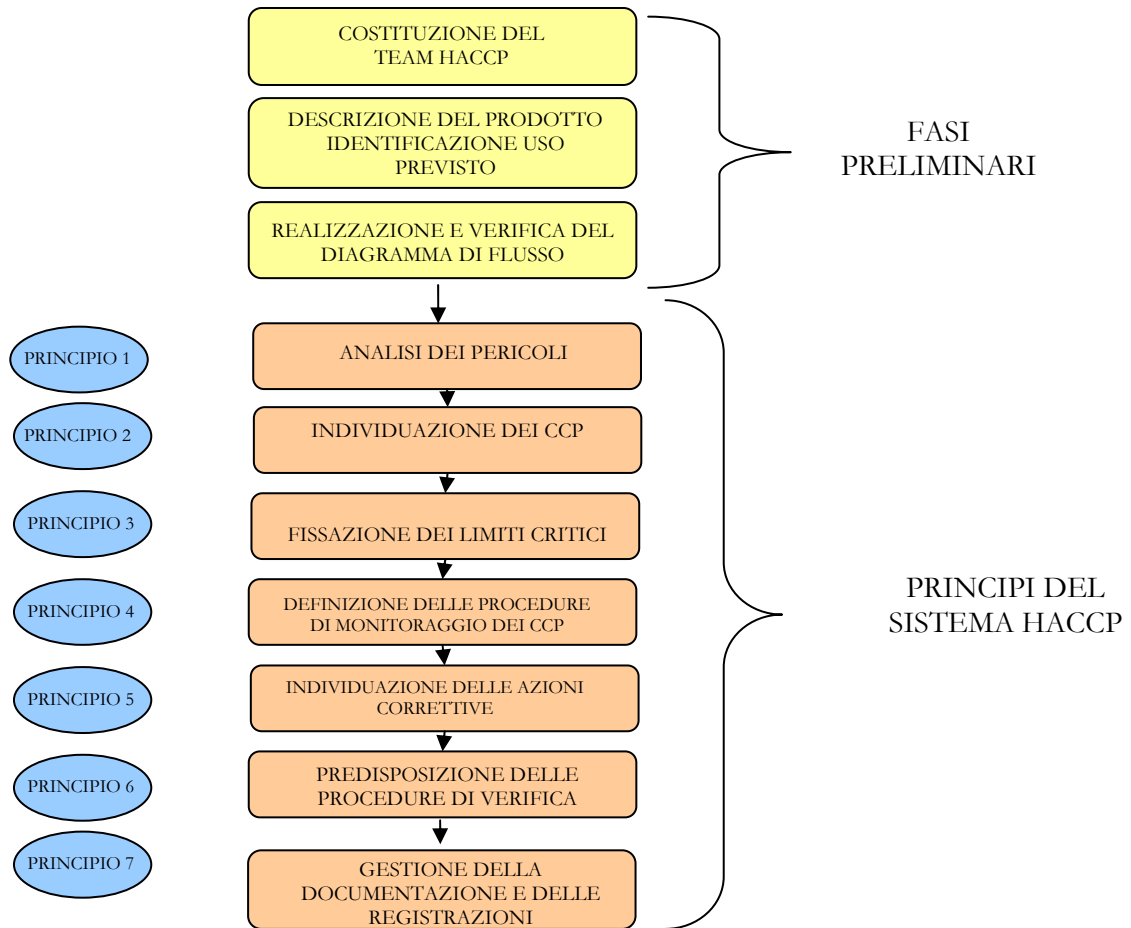 COSTITUZIONE DEL
TEAM HACCP
DESCRIZIONE DEL PRODOTTO
IDENTIFICAZIONE USO
PREVISTO
REALIZZAZIONE E VERIFICA DEL
DIAGRAMMA DI FLUSSO
FASI
PRELIMINARI
PRINCIPIO 1
ANALISI DEI PERICOLI
PRINCIPIO 2
INDIVIDUAZIONE DEI CCP
PRINCIPIO 3
FISSAZIONE DEI LIMITI CRITICI
PRINCIPIO 4
DEFINIZIONE DELLE PROCEDURE
DI MONITORAGGIO DEI CCP
PRINCIPIO 5
INDIVIDUAZIONE DELLE AZIONI
CORRETTIVE
PRINCIPIO 6
PREDISPOSIZIONE DELLE
PROCEDURE DI VERIFICA
PRINCIPIO 7
GESTIONE DELLA
DOCUMENTAZIONE E DELLE
REGISTRAZIONI
PRINCIPI DEL
SISTEMA HACCP